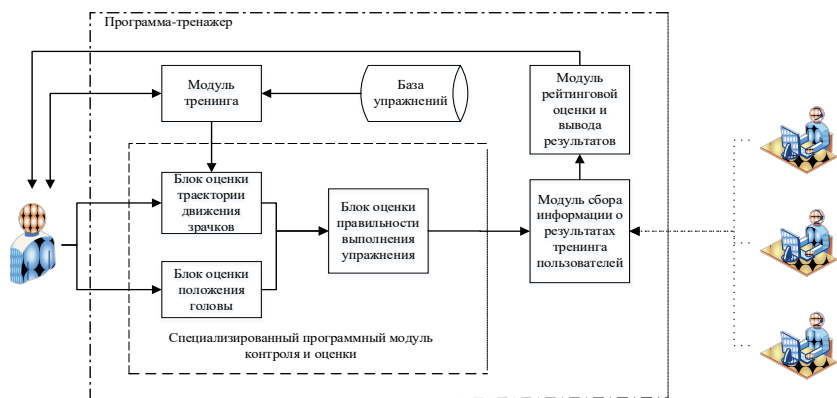 Программа-тренажер
Модуль
тренинга
База
упражнений
Модуль
рейтинговой
оценки и
вывода
результатов
Блок оценки
траектории
движения
зрачков
Блок оценки
правильности
выполнения
упражнения
Модуль сбора
информации о
результатах
тренинга
пользователей
Блок оценки
положения
головы
Специализированный программный модуль
контроля и оценки